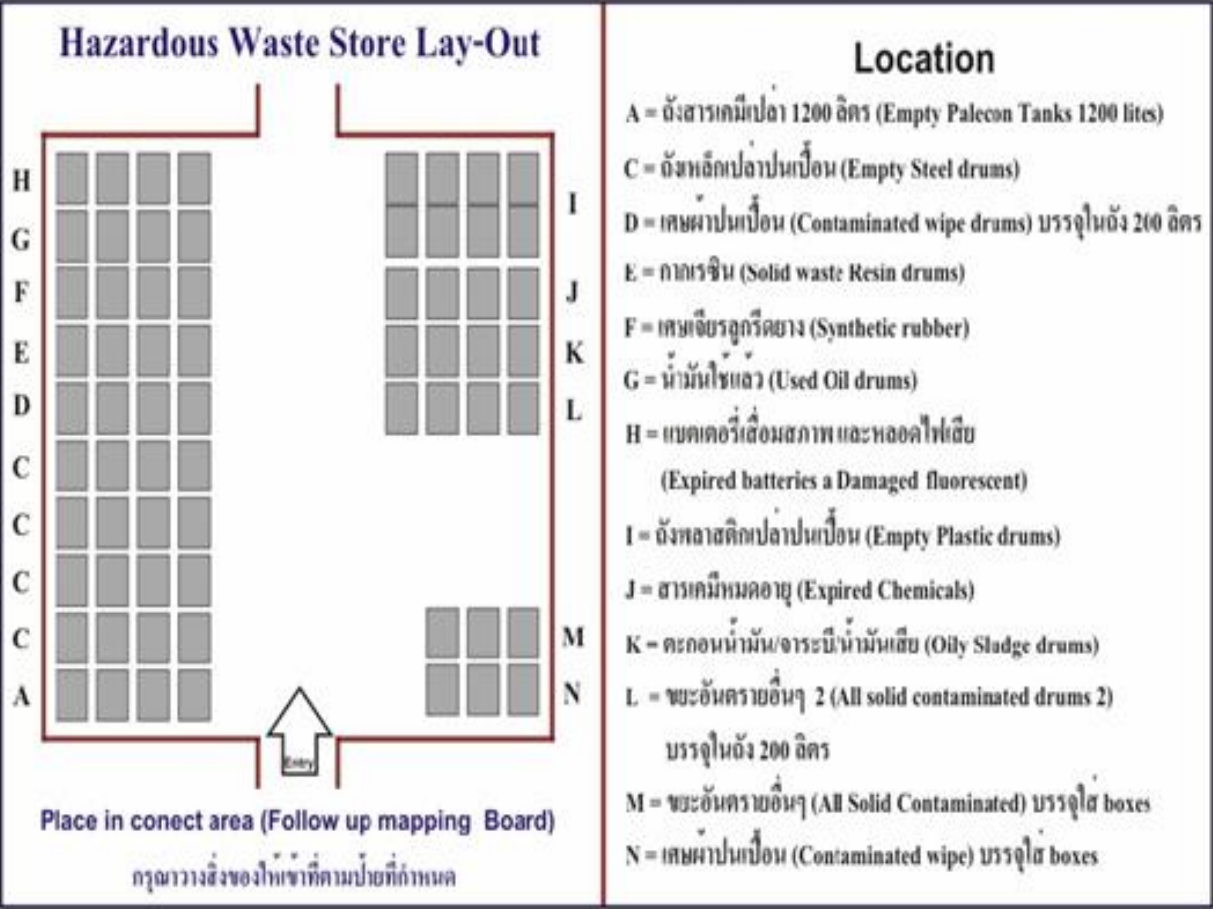 Hazardous Waste Store Lay-Out
H
G
F
E
D
C
C
C
C
A
I
J
K
L
M
N
Entry
Place in conect area (Follow up mapping Board)
กรุณาวางสิ่งของให้เข้าที่ตามป้ายที่กำหนด
Location
A = ถังสารเคมีเปล่า 1200 ลิตร (Empty Palecon Tanks 1200 lites)
C = ถังเหล็กเปล่าปนเปื้อน (Empty Steel drums)
D = เศษผ้าปนเปื้อน (Contaminated wipe drums) บรรจุในถัง 200 ลิตร
E = กากเรซิน (Solid waste Resin drums)
F = เศษเจียรลูกรีดยาง (Synthetic rubber)
G = น้ำมันใช้แล้ว (Used Oil drums)
H = แบตเตอรี่เสื่อมสภาพ และหลอดไฟเสีย
(Expired batteries a Damaged fluorescent)
I = ถังพลาสติกเปล่าปนเปื้อน (Empty Plastic drums)
J = สารเคมีหมดอายุ (Expired Chemicals)
K = ตะกอนน้ำมัน/จาระบี/น้ำมันเสีย (Oily Sludge drums)
L = ขยะอันตรายอื่นๆ 2 (All solid contaminated drums 2)
บรรจุในถัง 200 ลิตร
M = ขยะอันตรายอื่นๆ (All Solid Contaminated) บรรจุใส่ boxes
N = เศษผ้าปนเปื้อน (Contaminated wipe) บรรจุใส่ boxes